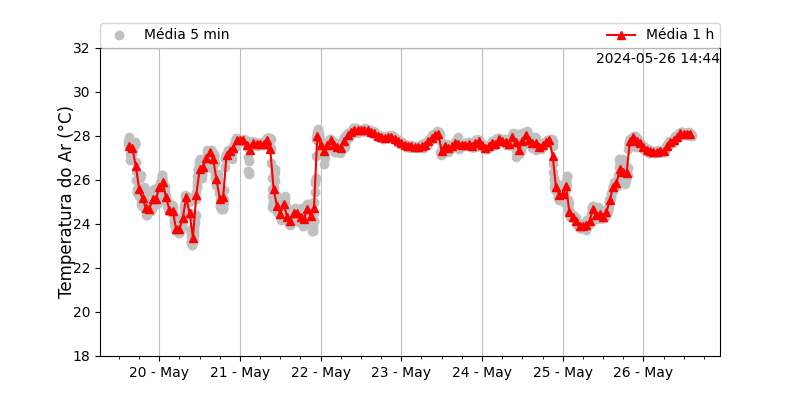 Média 5 min
Média 1 h
2024-05-26 14:44
Temperatura do Ar (°C)
32
30
28
26
24
22
20
18
20 - May
21 - May
22 - May
23 - May
24 - May
25 - May
26 - May